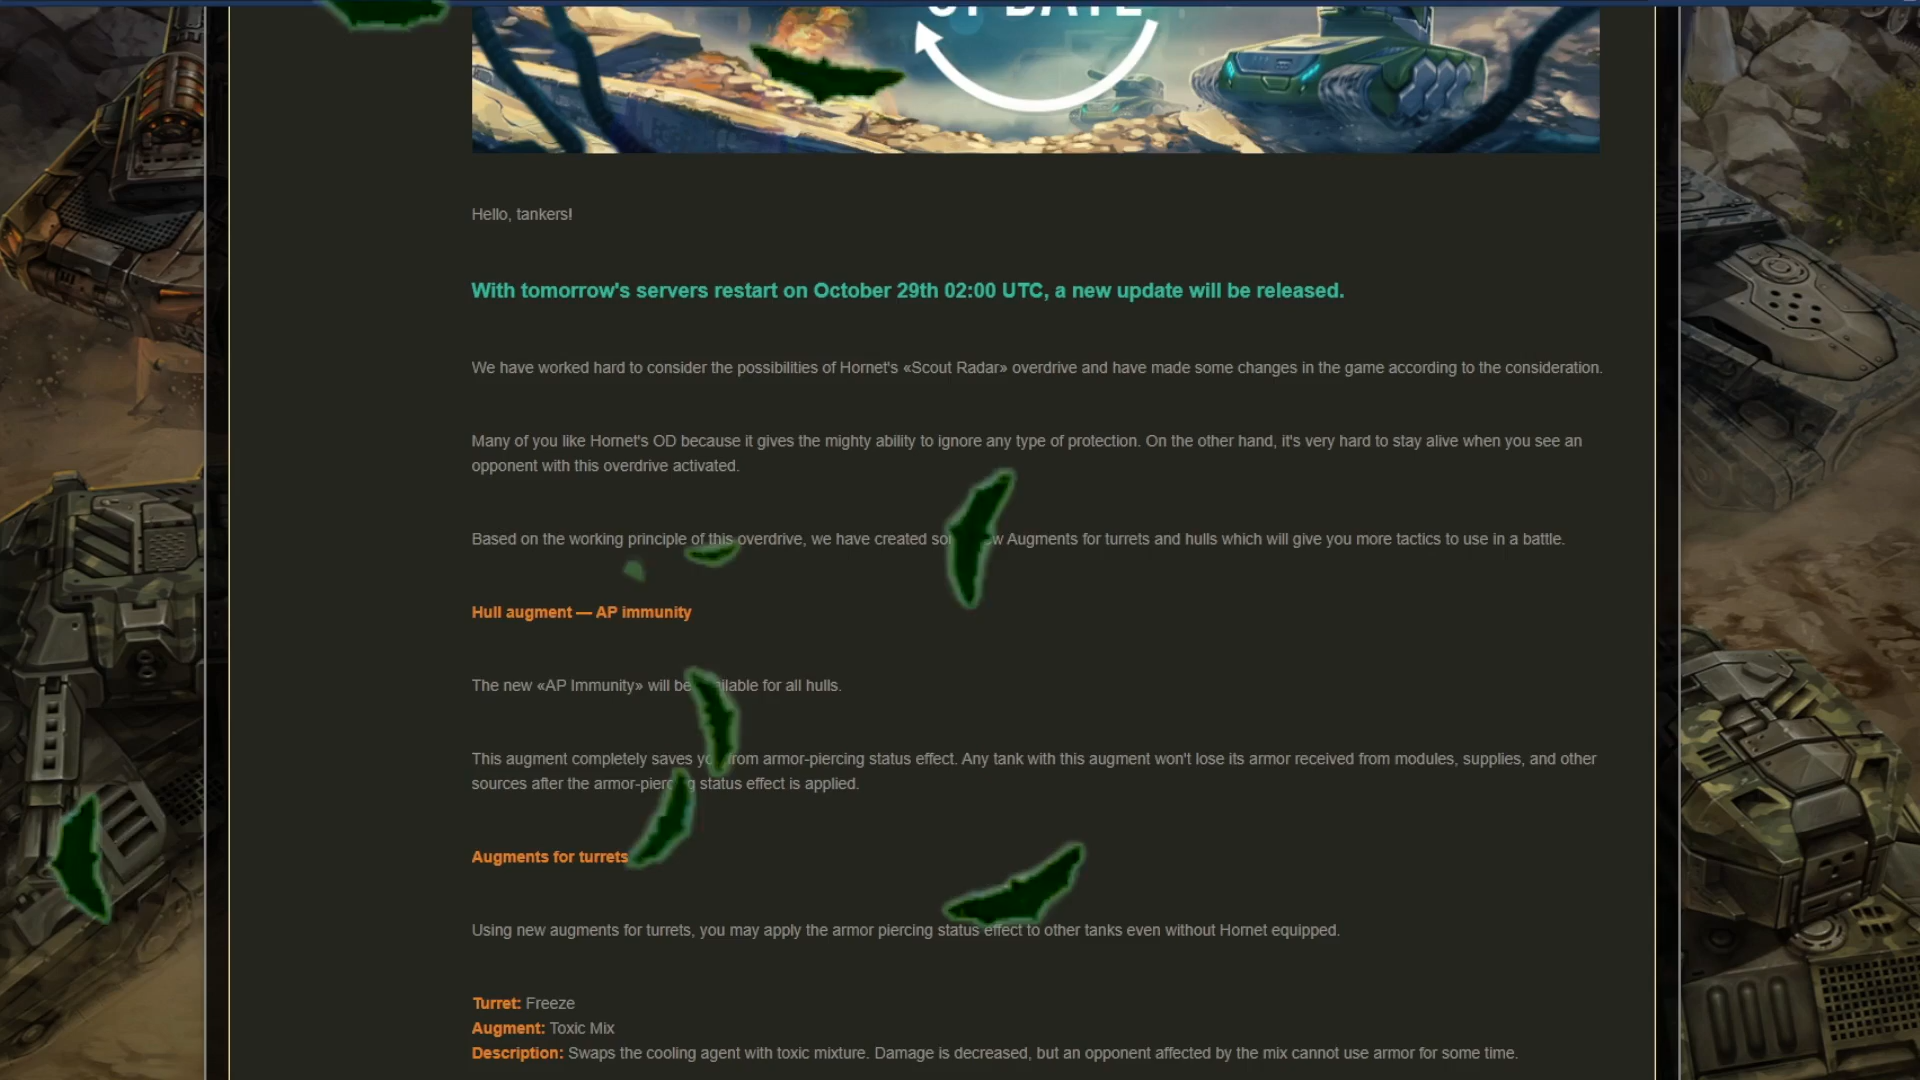 UPDATE
Hello, tankers!
With tomorrow's servers restart on October 29th 02:00 UTC, a new update will be released.
We have worked hard to consider the possibilities of Hornet's «Scout Radar» overdrive and have made some changes in the game according to the consideration.
Many of you like Hornet's OD because it gives the mighty ability to ignore any type of protection. On the other hand, it's very hard to stay alive when you see an
opponent with this overdrive activated.
Based on the working principle of this overdrive, we have created Augments for turrets and hulls which will give you more tactics to use in a battle.
Hull augment — AP immunity
The new «AP Immunity» will be for all hulls.
This augment completely saves from armor-piercing status effect. Any tank with this augment won't lose its armor received from modules, supplies, and other
sources after the armor-piercing status effect is applied.
Augments for turrets
Using new augments for turrets, you may apply the armor piercing status effect to other tanks even without Hornet equipped.
Turret: Freeze
Augment: Toxic Mix
Description: Swaps the cooling agent with toxic mixture. Damage is decreased, but an opponent affected by the mix cannot use armor for some time.